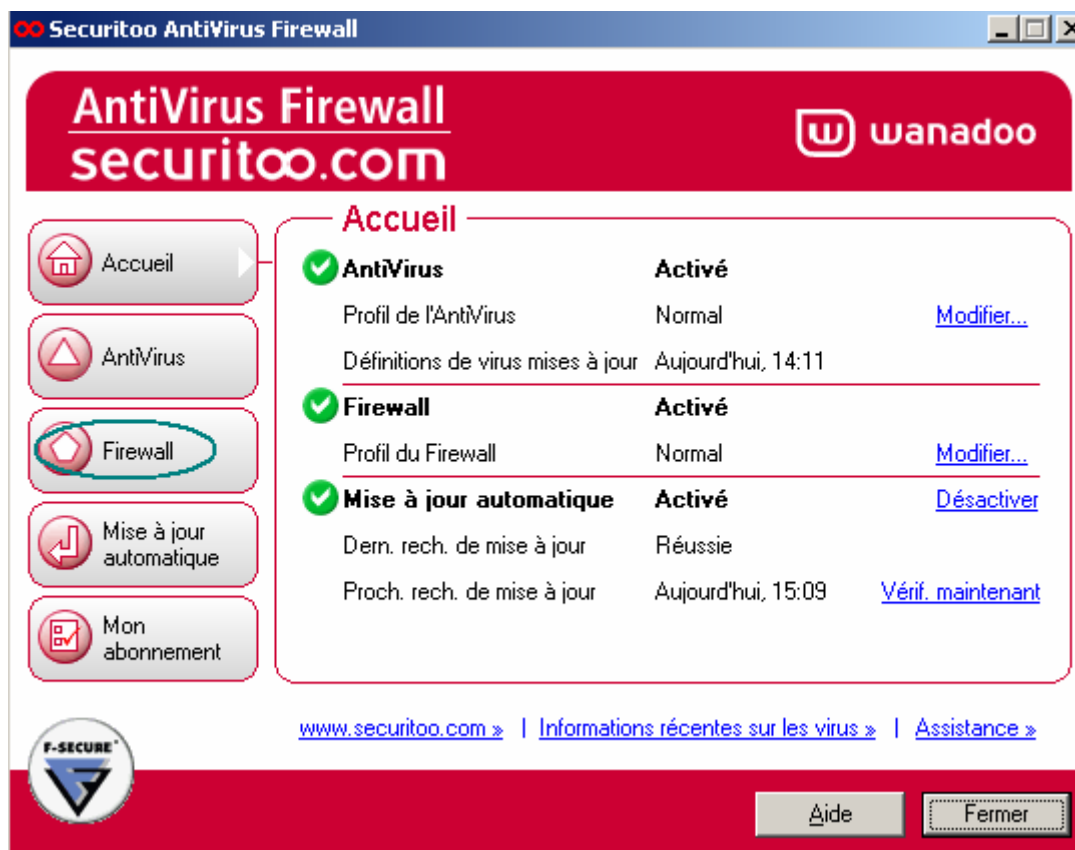 Securitoo AntiVirus Firewall
AntiVirus Firewall
securitoo.com
wanadoo
Accueil
AntiVirus
Firewall
Mise à jour
automatique
Mon
abonnement
Accueil
AntiVirus Activé
Profil de l'AntiVirus Normal Modifier...
Définitions de virus mises à jour Aujourd'hui, 14:11
Firewall Activé
Profil du Firewall Normal Modifier...
Mise à jour automatique Activé Désactiver
Dern. rech. de mise à jour Réussie
Proch. rech. de mise à jour Aujourd'hui, 15:09 Vérif. maintenant
www.securitoo.com » | Informations récentes sur les virus » | Assistance »
F-SECURE
Aide Fermer